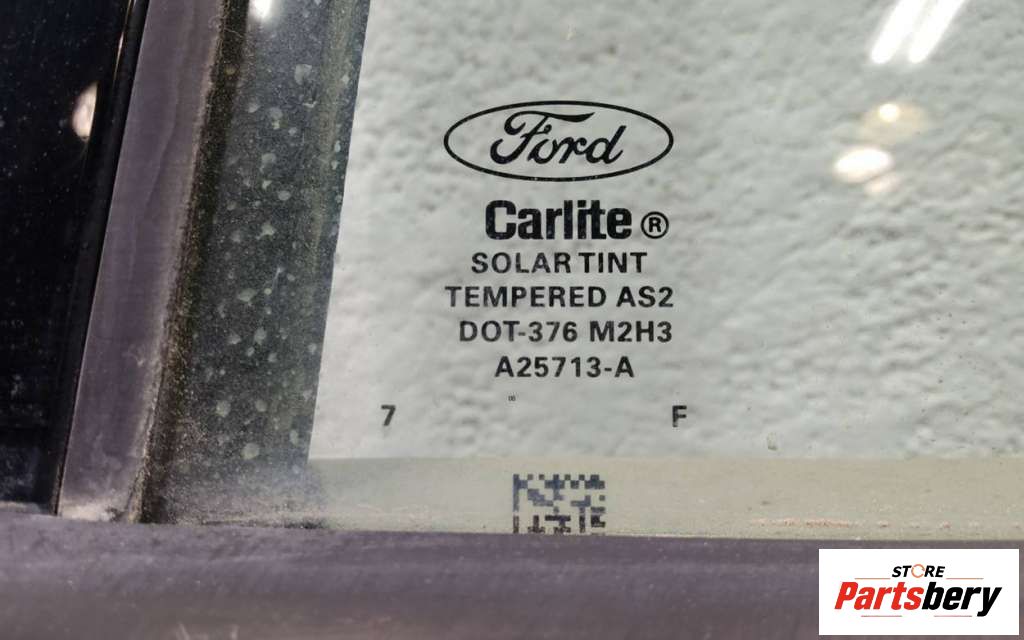 Ford
Carlite®
SOLAR TINT
TEMPERED AS2
DOT-376 M2H3
A25713-A
7 F
STORE
Partsbery